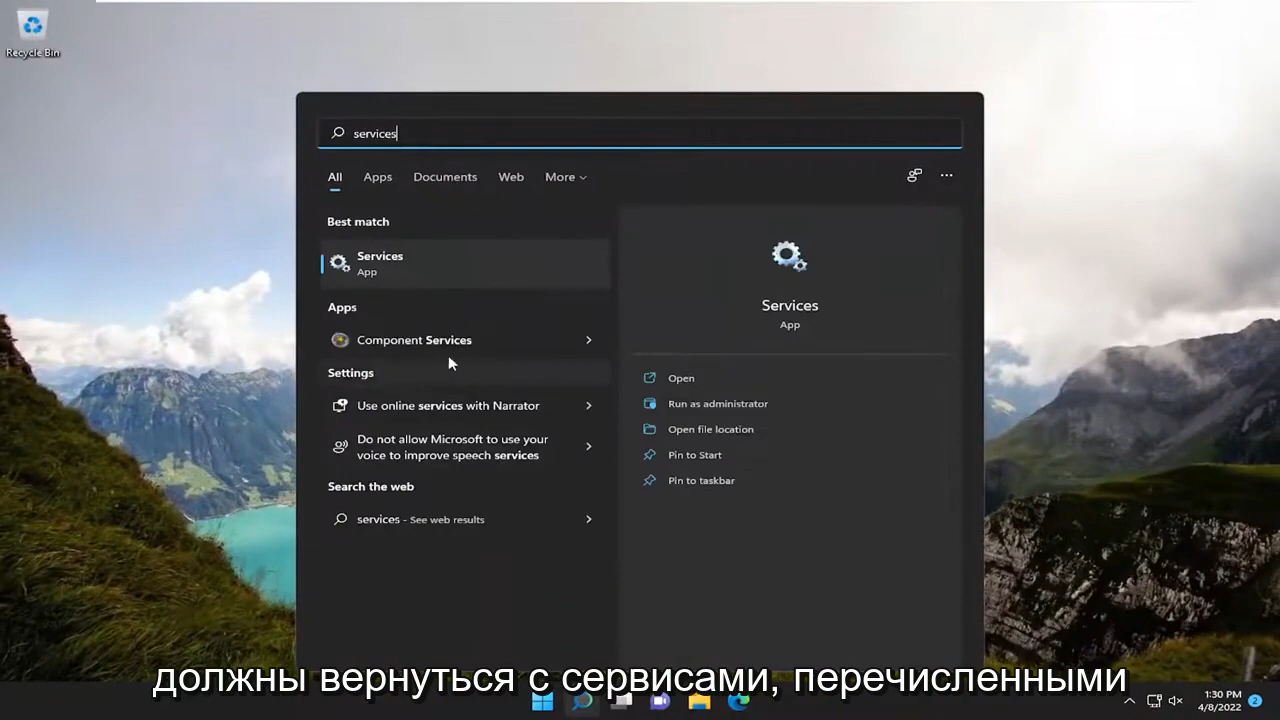 Recycle Bin
services
All Apps Documents Web More
Best match
Services
App
Apps
Component Services
Settings
Use online services with Narrator
Do not allow Microsoft to use your
voice to improve speech services
Search the web
services - See web results
Services
App
Open
Run as administrator
Open file location
Pin to Start
Pin to taskbar
должны вернуться с сервисами, перечисленными
1:30 PM
4/8/2022
2